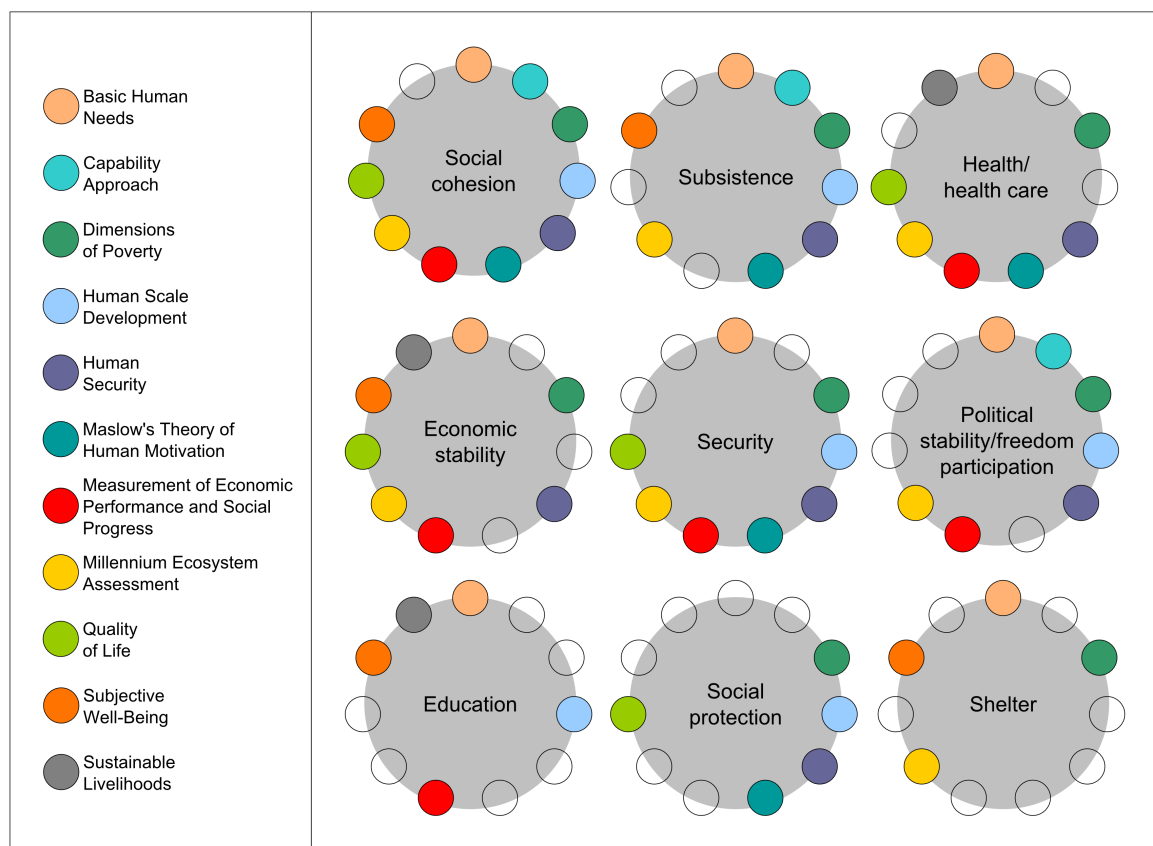 Basic Human
Needs
Capability
Approach
Dimensions
of Poverty
Human Scale
Development
Human
Security
Maslow's Theory of
Human Motivation
Measurement of Economic
Performance and Social
Progress
Millennium Ecosystem
Assessment
Quality
of Life
Subjective
Well-Being
Sustainable
Livelihoods
Social
cohesion
Subsistence
Health/
health care
Economic
stability
Security
Political
stability/freedom
participation
Education
Social
protection
Shelter